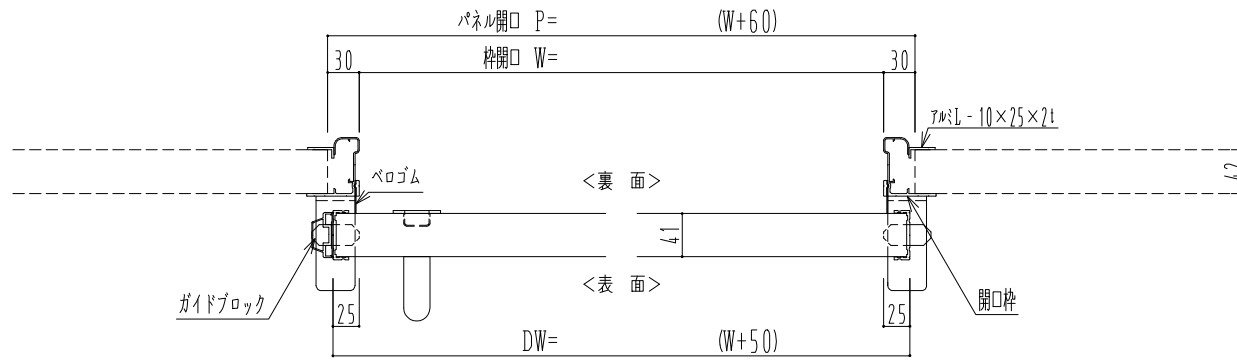 パネル開口 P= (W+60)
30 枠開口 W= 30
アルミL-10×25×2t
ベロゴム
<裏 面>
42
41
<表 面>
ガイドブロック
開口枠
25 25
DW= (W+50)